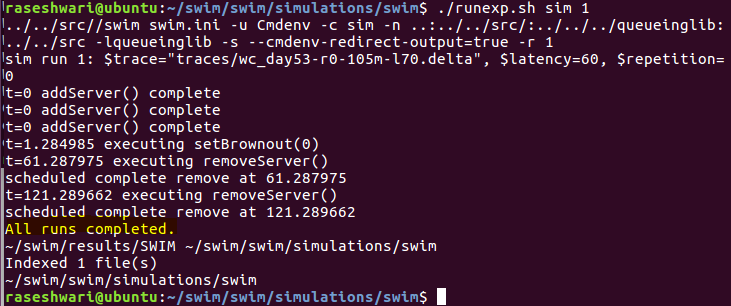 raseshwari@ubuntu:~/swim/swim/simulations/swim$ ./runexp.sh sim 1
../../src//swim swim.ini -u Cmdenv -c sim -n ..:../../src/:../../../queueinglib:
../../src -lqueueinglib -s --cmdenv-redirect-output=true -r 1
sim run 1: $trace="traces/wc_day53-r0-105m-l70.delta", $latency=60, $repetition=
0
t=0 addServer() complete
t=0 addServer() complete
t=0 addServer() complete
t=1.284985 executing setBrownout(0)
t=61.287975 executing removeServer()
scheduled complete remove at 61.287975
t=121.289662 executing removeServer()
scheduled complete remove at 121.289662
All runs completed.
~/swim/results/SWIM ~/swim/swim/simulations/swim
Indexed 1 file(s)
~/swim/swim/simulations/swim
raseshwari@ubuntu:~/swim/swim/simulations/swim$